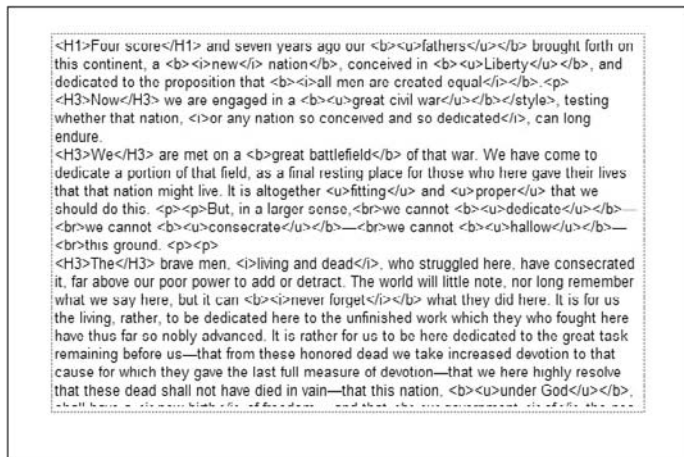 <H1>Four score</H1> and seven years ago our <b><u>fathers</u></b> brought forth on
this continent, a <b><i>new</i> nation</b>, conceived in <b><u>Liberty</u></b>, and
dedicated to the proposition that <b><i>all men are created equal</i></b>.<p>
<H3>Now</H3> we are engaged in a <b><u>great civil war</u></b></style>, testing
whether that nation, <i>or any nation so conceived and so dedicated</i>, can long
endure.
<H3>We</H3> are met on a <b>great battlefield</b> of that war. We have come to
dedicate a portion of that field, as a final resting place for those who here gave their lives
that that nation might live. It is altogether <u>fitting</u> and <u>proper</u> that we
should do this. <p><p>But, in a larger sense,<br>we cannot <b><u>dedicate</u></b>—
<br>we cannot <b><u>consecrate</u></b>—<br>we cannot <b><u>hallow</u></b>—
<br>this ground. <p><p>
<H3>The</H3> brave men, <i>living and dead</i>, who struggled here, have consecrated
it, far above our poor power to add or detract. The world will little note, nor long remember
what we say here, but it can <b><i>never forget</i></b> what they did here. It is for us
the living, rather, to be dedicated here to the unfinished work which they who fought here
have thus far so nobly advanced. It is rather for us to be here dedicated to the great task
remaining before us—that from these honored dead we take increased devotion to that
cause for which they gave the last full measure of devotion—that we here highly resolve
that these dead shall not have died in vain—that this nation, <b><u>under God</u></b>,